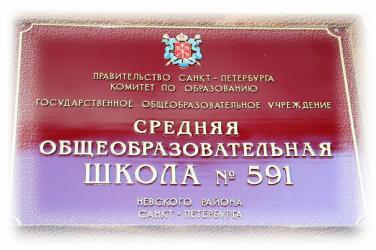 ПРАВИТЕЛЬСТВО САНКТ-ПЕТЕРБУРГА
КОМИТЕТ ПО ОБРАЗОВАНИЮ
ГОСУДАРСТВЕННОЕ ОБЩЕОБРАЗОВАТЕЛЬНОЕ УЧРЕЖДЕНИЕ
СРЕДНЯЯ
ОБЩЕОБРАЗОВАТЕЛЬНАЯ
ШКОЛА № 591
НЕВСКОГО РАЙОНА
САНКТ-ПЕТЕРБУРГА